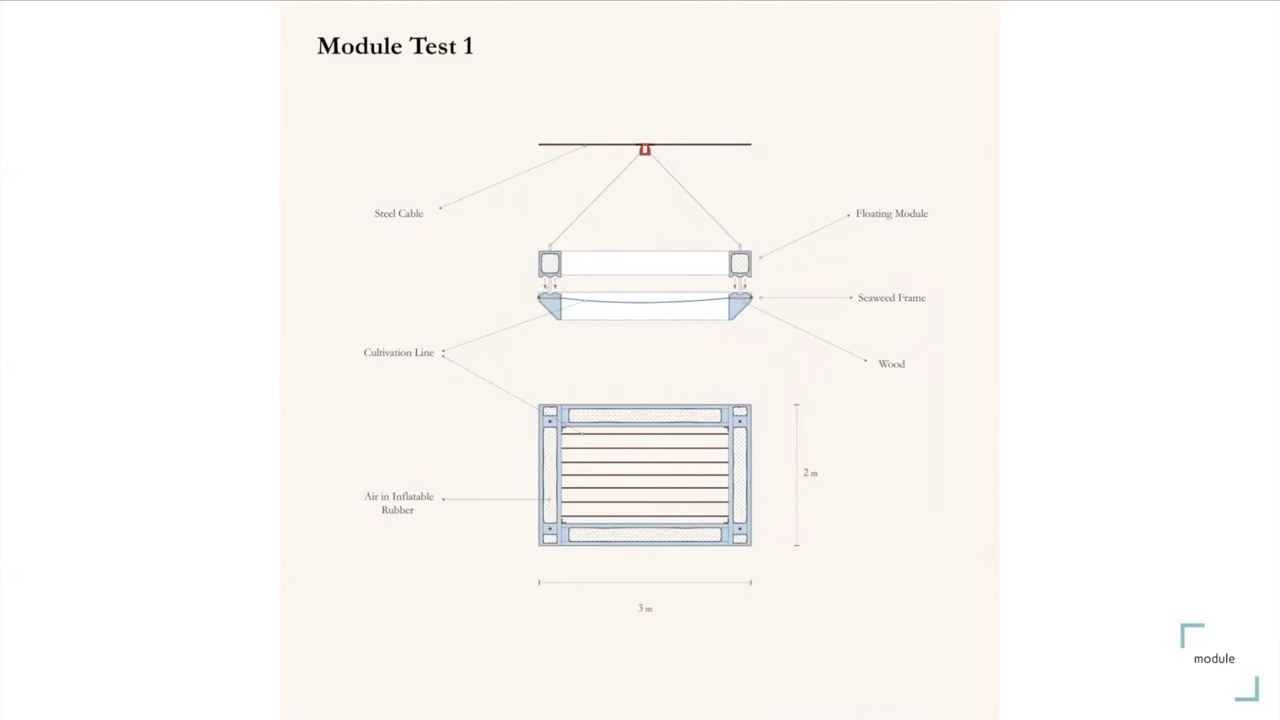 Module Test 1
Steel Cable
Floating Module
Seaweed Frame
Cultivation Line
Wood
2 m
Air in Inflatable
Rubber
3 m
module